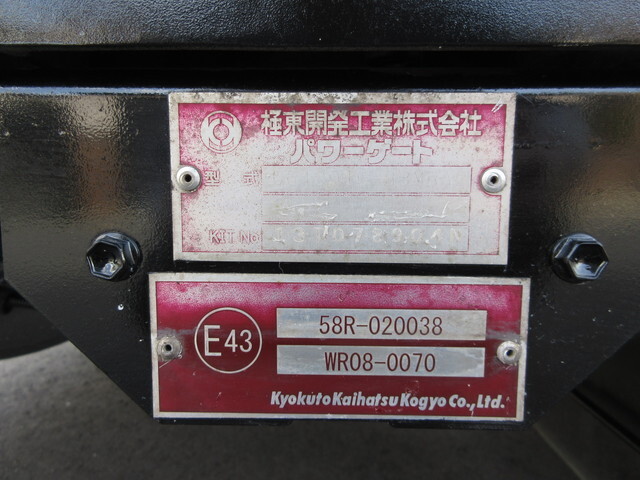 極東開発工業株式会社
パワーゲート
型 式
KIT No
E43
58R-020038
WR08-0070
Kyokuto Kaihatsu Kogyo Co., Ltd.